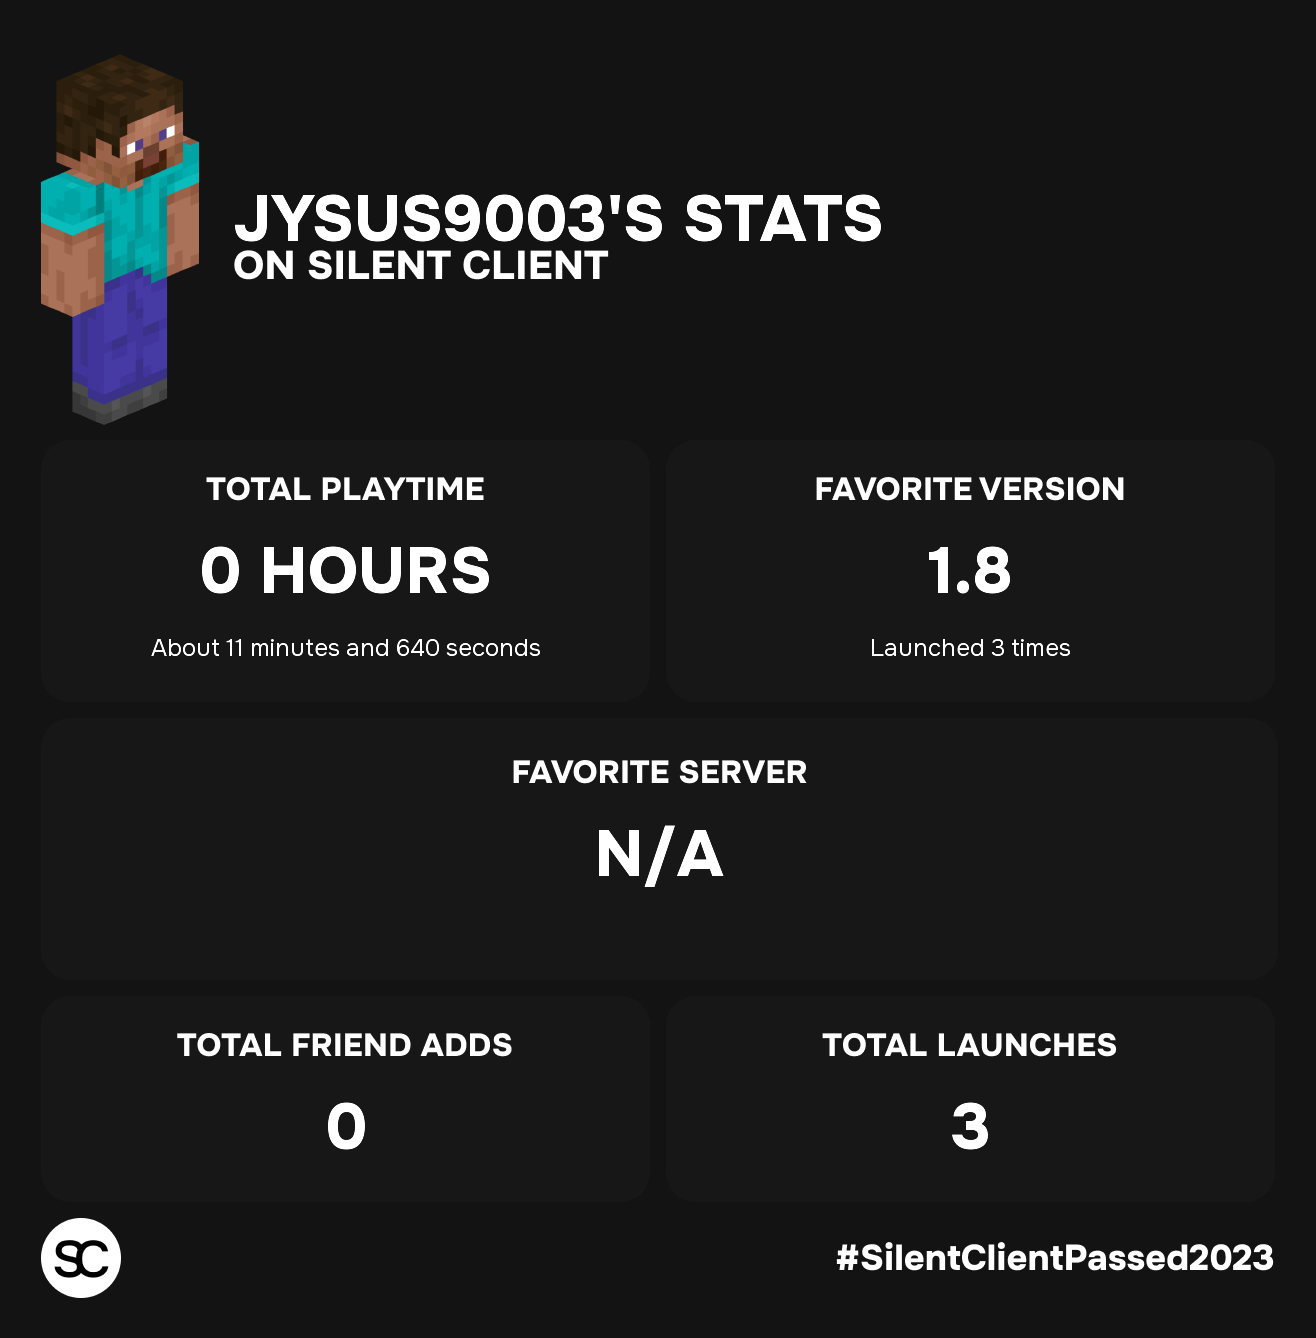 JYSUS9003'S STATS
ON SILENT CLIENT
TOTAL PLAYTIME
0 HOURS
About 11 minutes and 640 seconds
FAVORITE VERSION
1.8
Launched 3 times
FAVORITE SERVER
N/A
TOTAL FRIEND ADDS
0
TOTAL LAUNCHES
3
SC
#SilentClientPassed2023